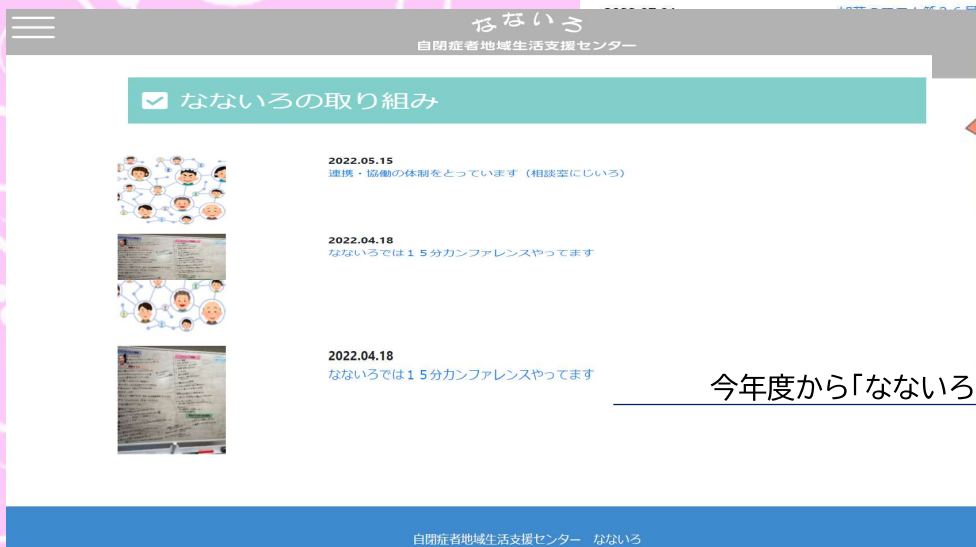 なないろ
自閉症者地域生活支援センター
なないろの取り組み
2022.05.15
連携・協働の体制をとっています（相談室にじいろ）
2022.04.18
なないろでは１５分カンファレンスやってます
2022.04.18
なないろでは１５分カンファレンスやってます
今年度から「なないろ
自閉症者地域生活支援センター　なないろ